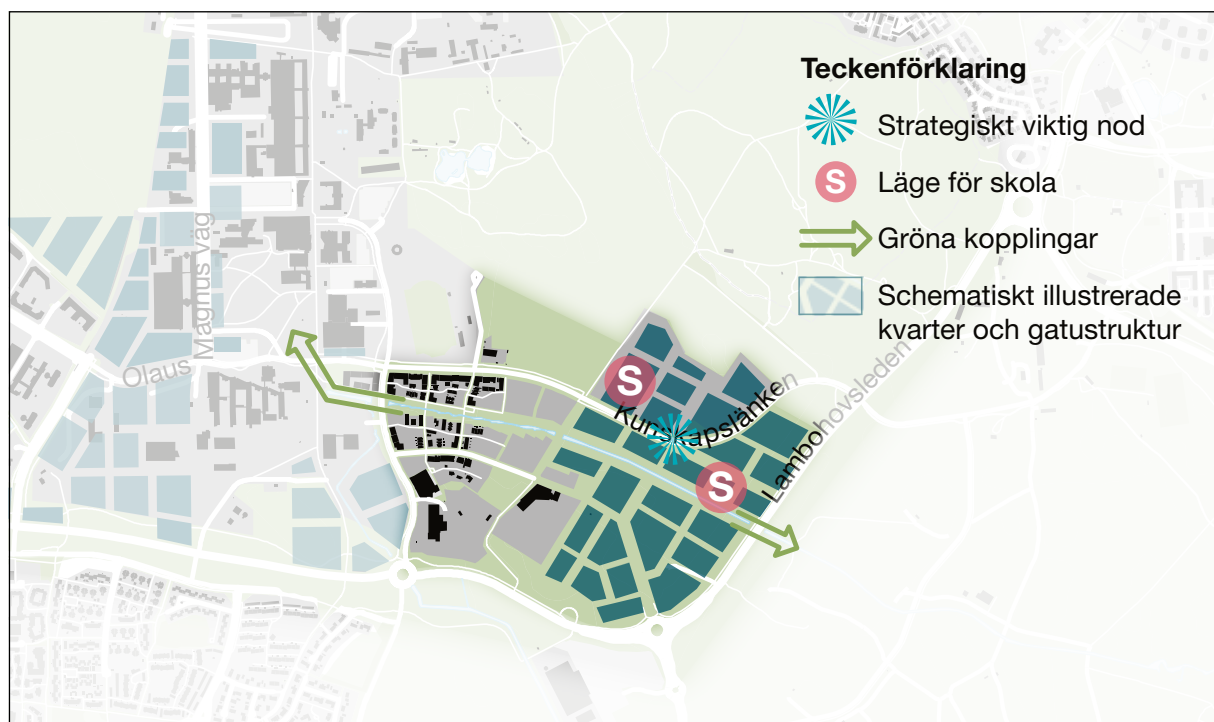 Teckenförklaring
Strategiskt viktig nod
S
Läge för skola
Gröna kopplingar
Schematiskt illustrerade
kvarter och gatustruktur
Olaus
Magnus väg
S
Kunskapslänken
S
Lambohovsleden